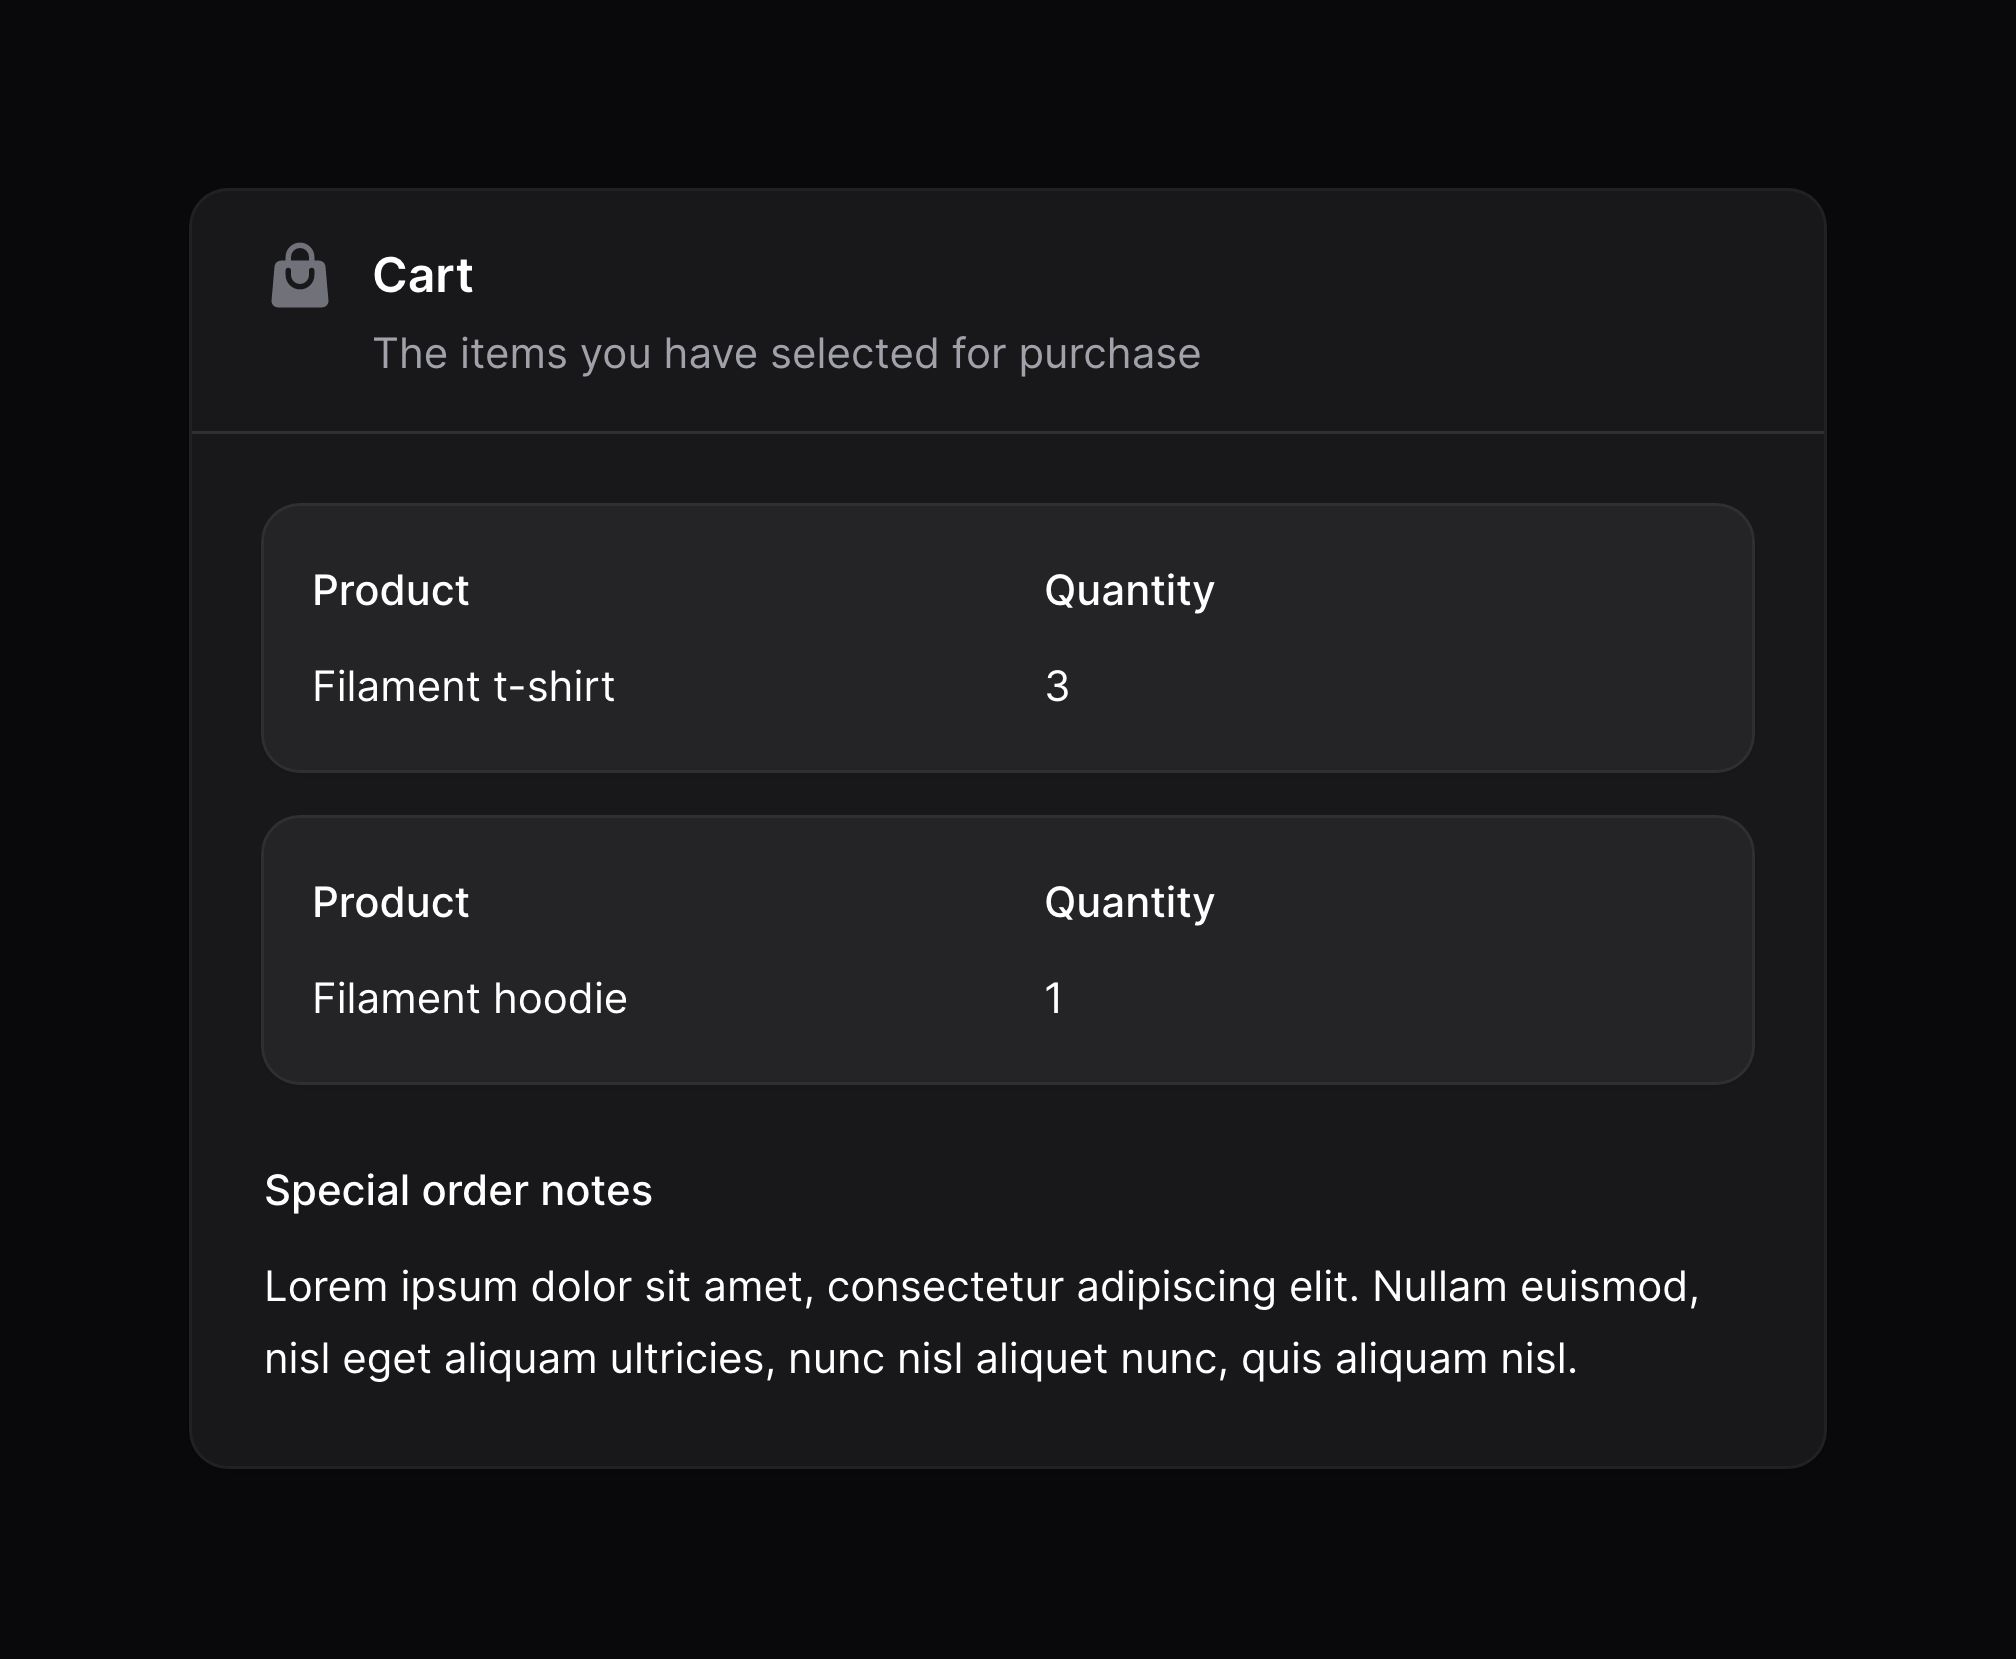 Cart
The items you have selected for purchase
Product Quantity
Filament t-shirt 3
Product Quantity
Filament hoodie 1
Special order notes
Lorem ipsum dolor sit amet, consectetur adipiscing elit. Nullam euismod,
nisl eget aliquam ultricies, nunc nisl aliquet nunc, quis aliquam nisl.